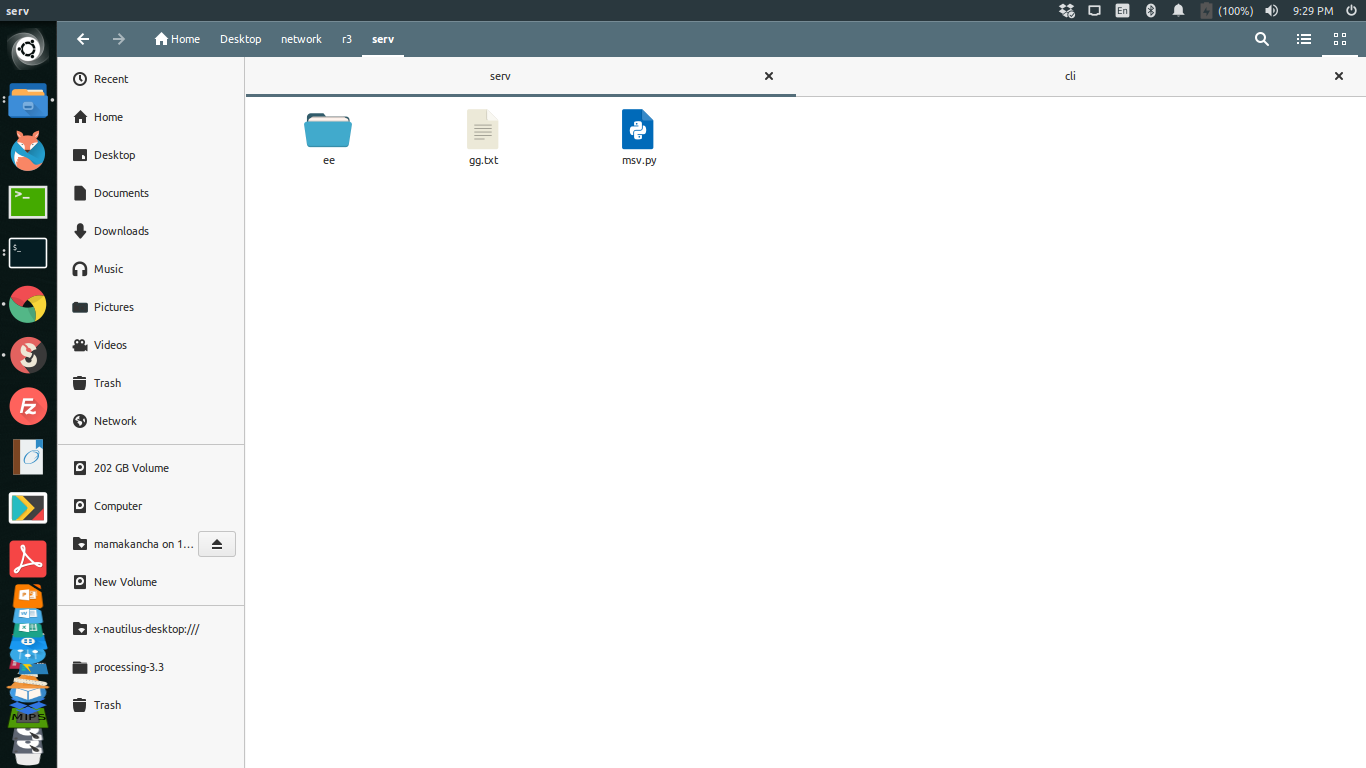 serv
En
(100%)
9:29 PM
Home
Desktop
network
r3
serv
serv
cli
Recent
Home
Desktop
Documents
Downloads
Music
Pictures
Videos
Trash
Network
202 GB Volume
Computer
mamakancha on 1...
New Volume
x-nautilus-desktop:///
processing-3.3
Trash
ee
gg.txt
msv.py
>_
$_
S
Fz
MIPS